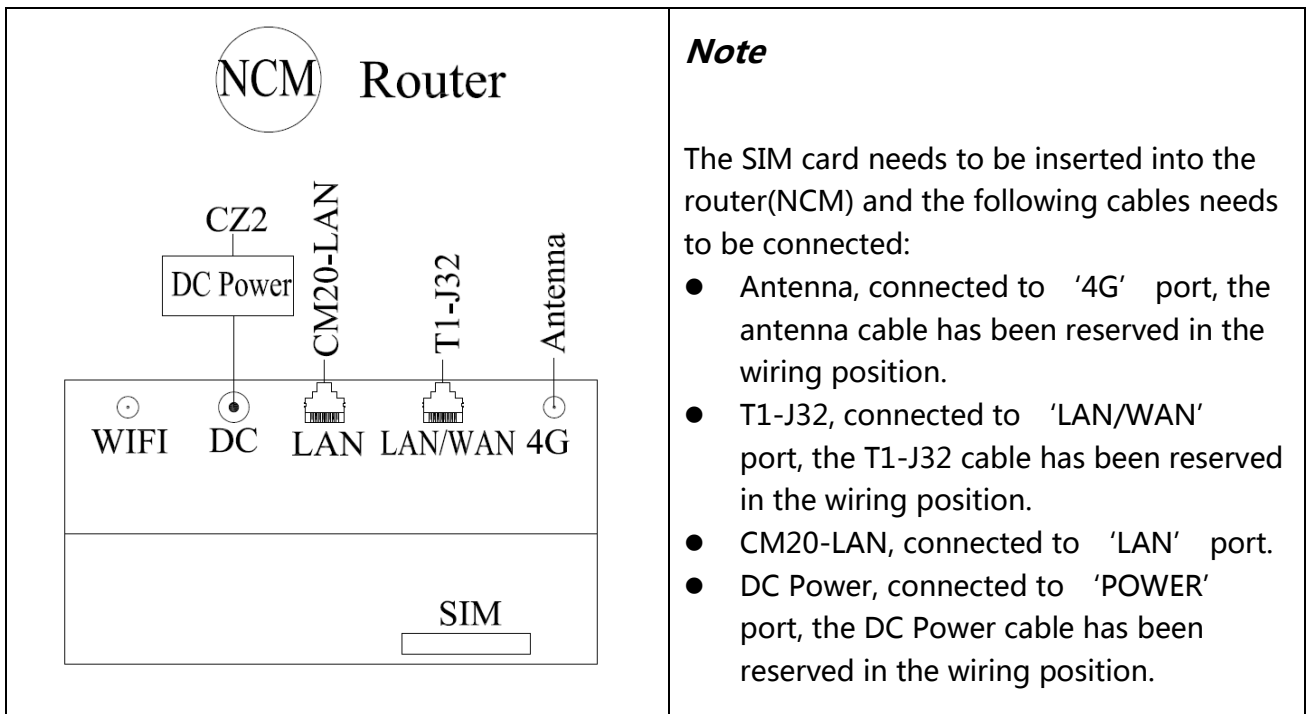 NCM Router
CZ2
DC Power
CM20-LAN
T1-J32
Antenna
WIFI DC LAN LAN/WAN 4G
SIM
Note
The SIM card needs to be inserted into the
router(NCM) and the following cables needs
to be connected:
● Antenna, connected to ‘4G’ port, the
antenna cable has been reserved in the
wiring position.
● T1-J32, connected to ‘LAN/WAN’
port, the T1-J32 cable has been reserved
in the wiring position.
● CM20-LAN, connected to ‘LAN’ port.
● DC Power, connected to ‘POWER’
port, the DC Power cable has been
reserved in the wiring position.